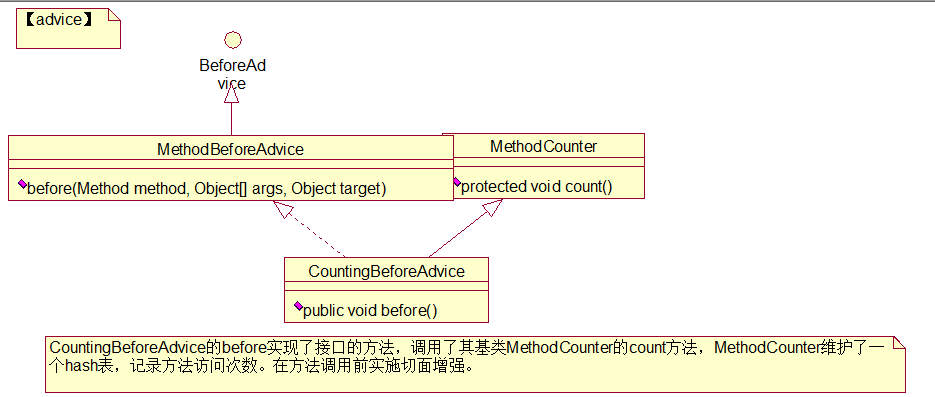 【advice】
BeforeAd
vice
MethodBeforeAdvice
before(Method method, Object[] args, Object target)
MethodCounter
protected void count()
CountingBeforeAdvice
public void before()
CountingBeforeAdvice的before实现了接口的方法，调用了其基类MethodCounter的count方法，MethodCounter维护了一
个hash表，记录方法访问次数。在方法调用前实施切面增强。